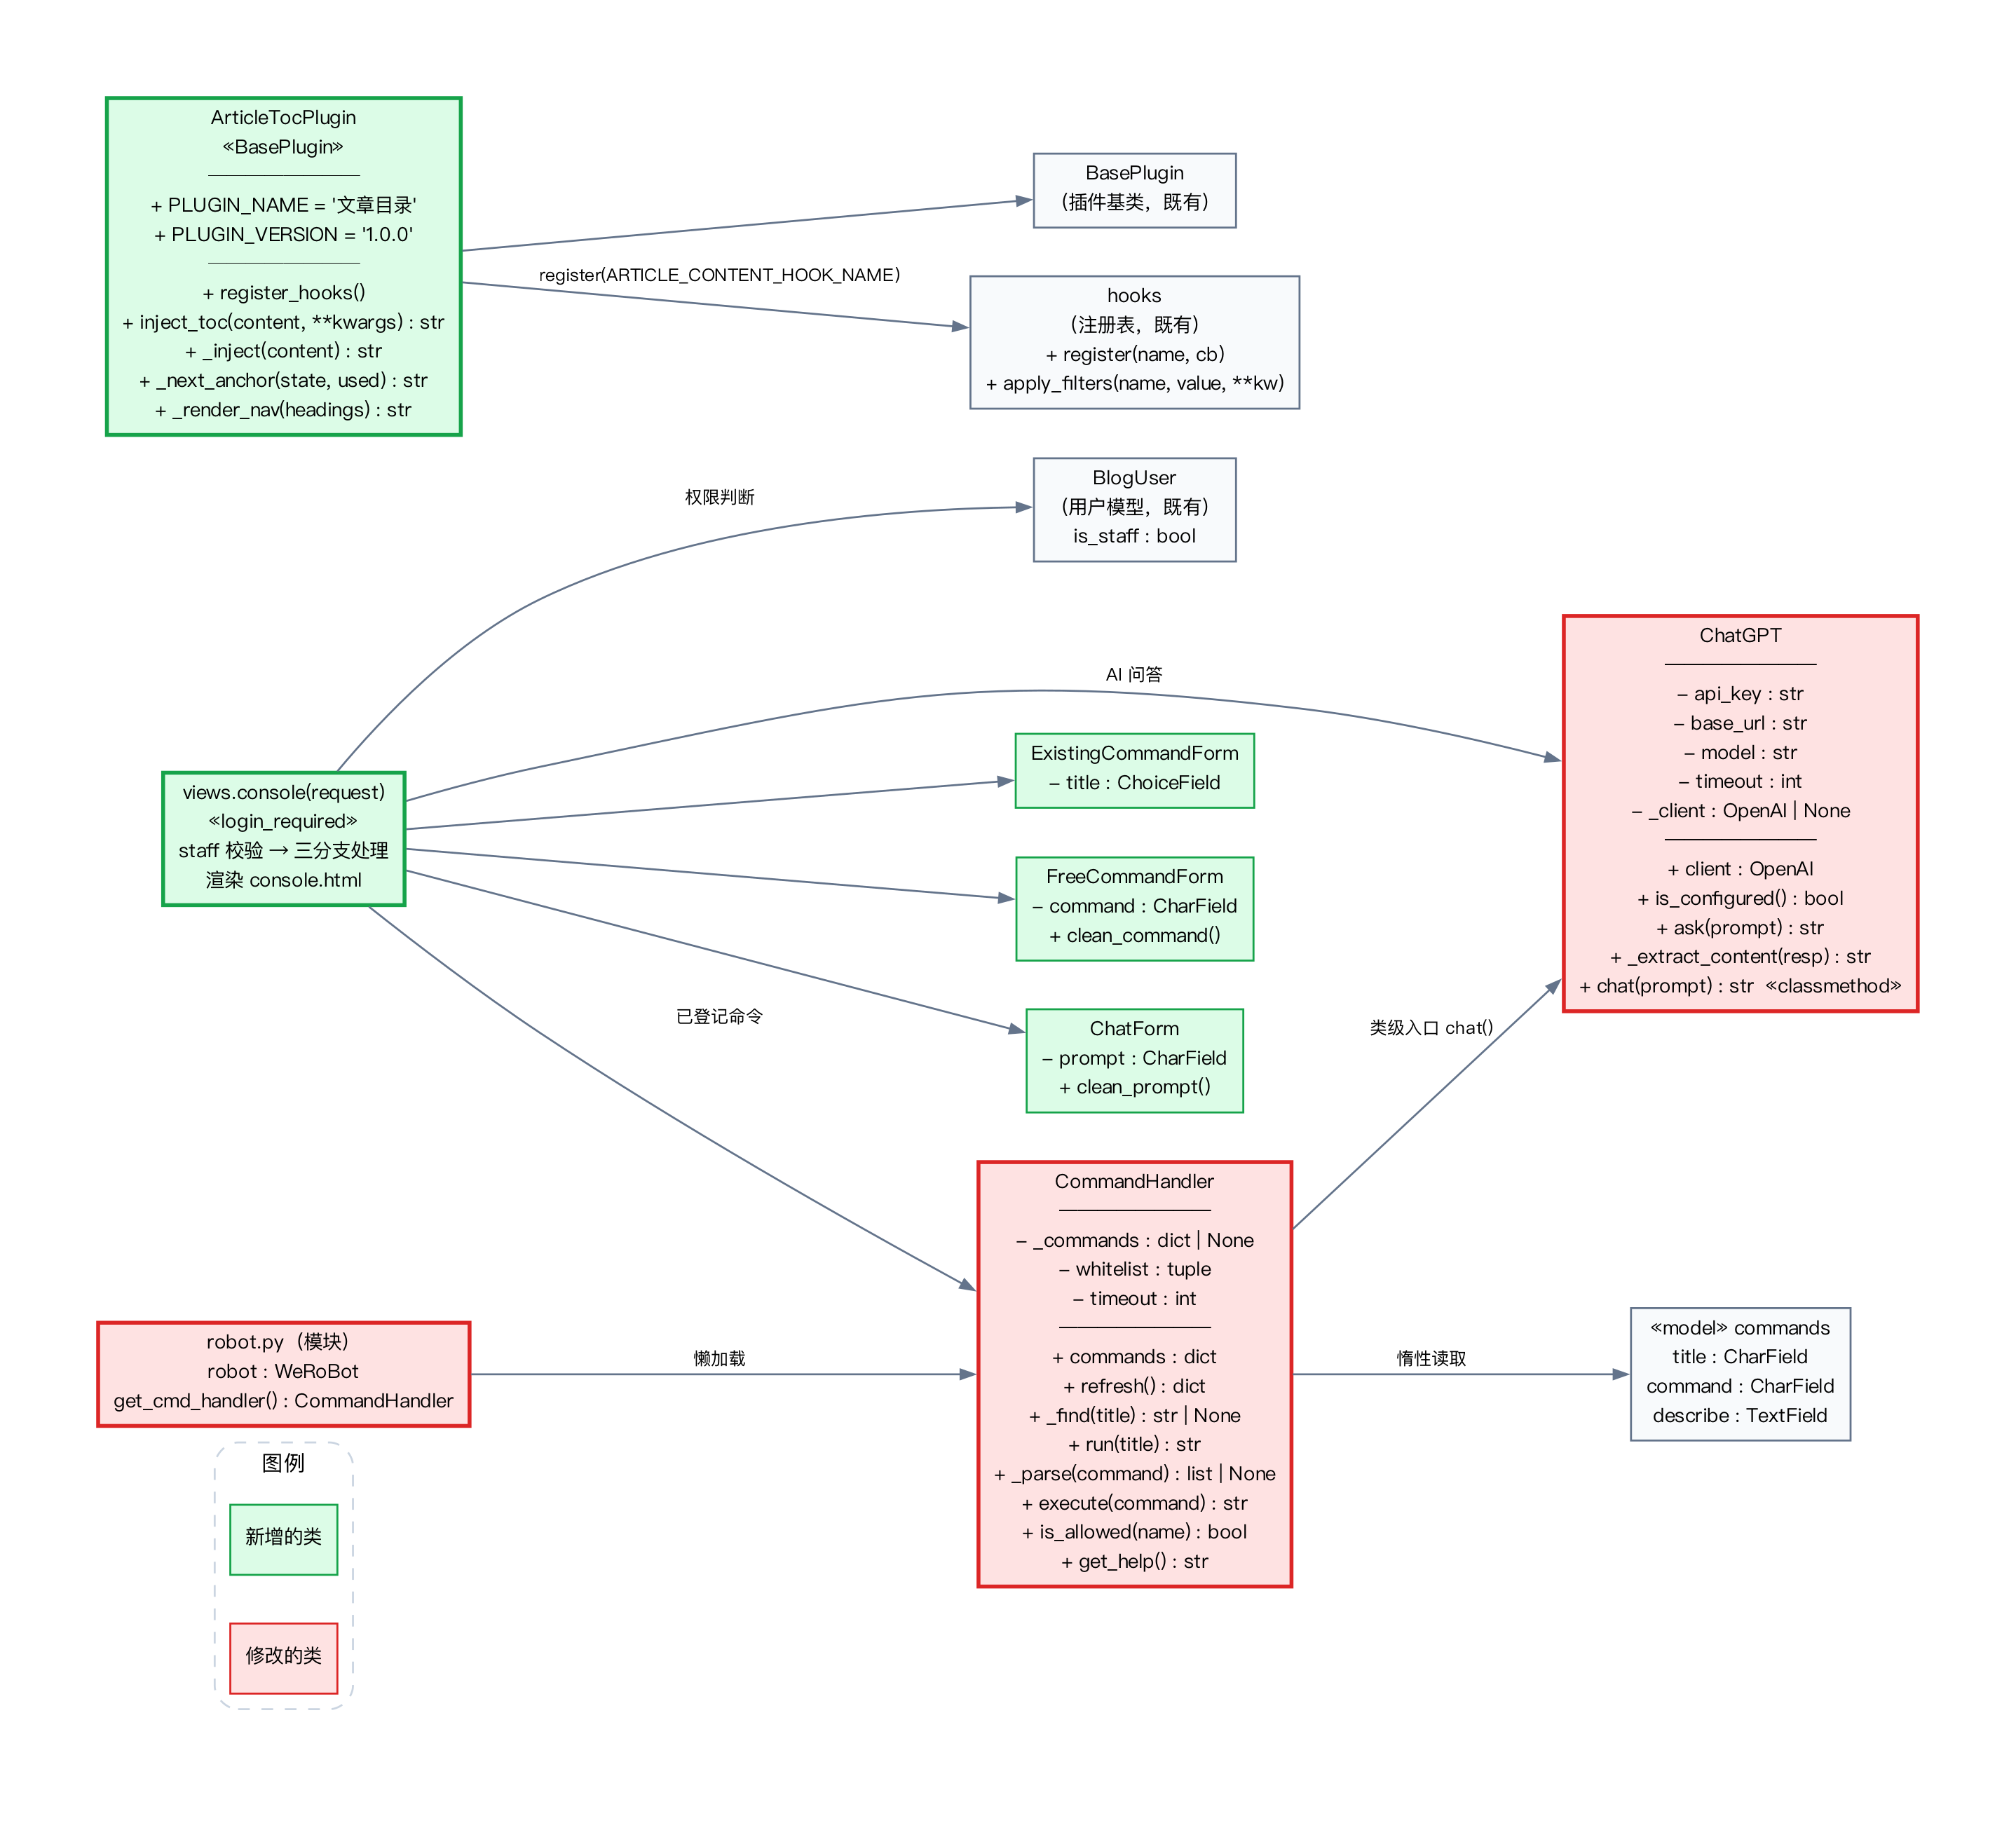 ArticleTocPlugin
«BasePlugin»
+ PLUGIN_NAME = '文章目录'
+ PLUGIN_VERSION = '1.0.0'
+ register_hooks()
+ inject_toc(content, **kwargs) : str
+ _inject(content) : str
+ _next_anchor(state, used) : str
+ _render_nav(headings) : str
register(ARTICLE_CONTENT_HOOK_NAME)
BasePlugin
（插件基类，既有）
hooks
（注册表，既有）
+ register(name, cb)
+ apply_filters(name, value, **kw)
权限判断
BlogUser
（用户模型，既有）
is_staff : bool
AI 问答
views.console(request)
«login_required»
staff 校验 → 三分支处理
渲染 console.html
ExistingCommandForm
− title : ChoiceField
FreeCommandForm
− command : CharField
+ clean_command()
ChatForm
− prompt : CharField
+ clean_prompt()
ChatGPT
− api_key : str
− base_url : str
− model : str
− timeout : int
− _client : OpenAI | None
+ client : OpenAI
+ is_configured() : bool
+ ask(prompt) : str
+ _extract_content(resp) : str
+ chat(prompt) : str «classmethod»
已登记命令
类级入口 chat()
CommandHandler
− _commands : dict | None
− whitelist : tuple
− timeout : int
+ commands : dict
+ refresh() : dict
+ _find(title) : str | None
+ run(title) : str
+ _parse(command) : list | None
+ execute(command) : str
+ is_allowed(name) : bool
+ get_help() : str
robot.py（模块）
robot : WeRoBot
get_cmd_handler() : CommandHandler
懒加载
惰性读取
«model» commands
title : CharField
command : CharField
describe : TextField
图例
新增的类
修改的类